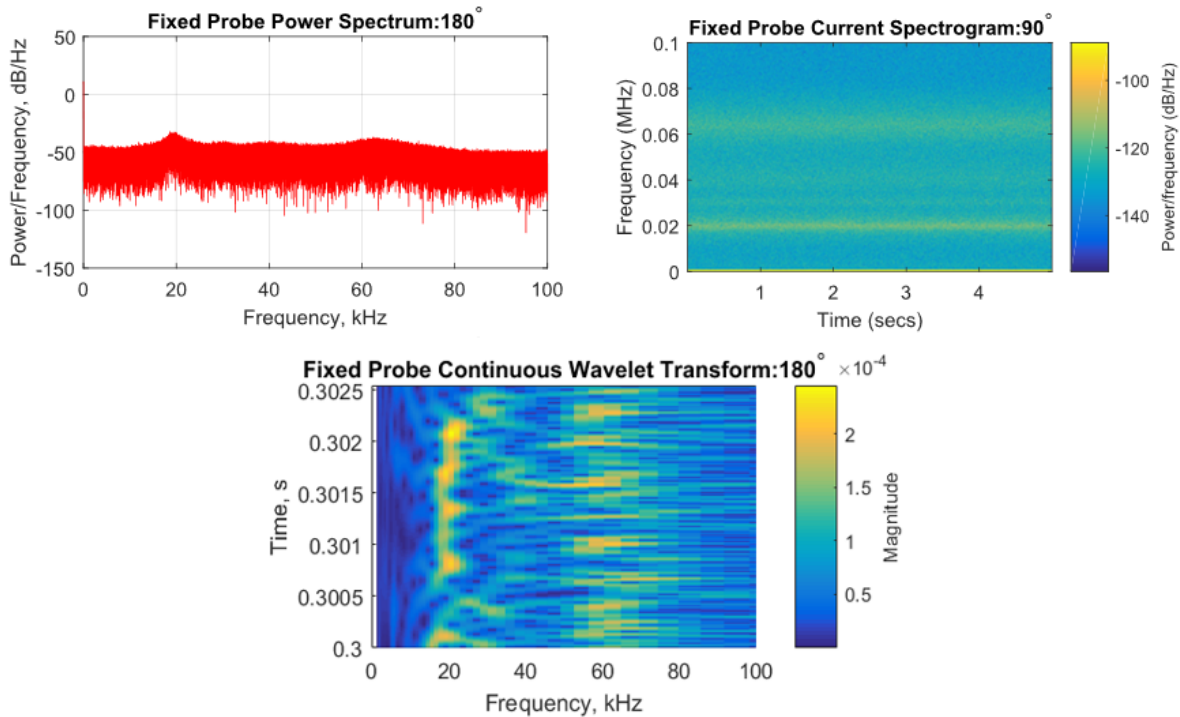 Fixed Probe Power Spectrum:180°
50
0
-50
-100
-150
Power/Frequency, dB/Hz
0 20 40 60 80 100
Frequency, kHz
Fixed Probe Current Spectrogram:90°
0.1
0.08
0.06
0.04
0.02
0
Frequency (MHz)
1 2 3 4
Time (secs)
-100
-120
-140
Power/frequency (dB/Hz)
Fixed Probe Continuous Wavelet Transform:180°
×10-4
0.3025
0.302
0.3015
0.301
0.3005
0.3
Time, s
0 20 40 60 80 100
Frequency, kHz
2
1.5
1
0.5
Magnitude